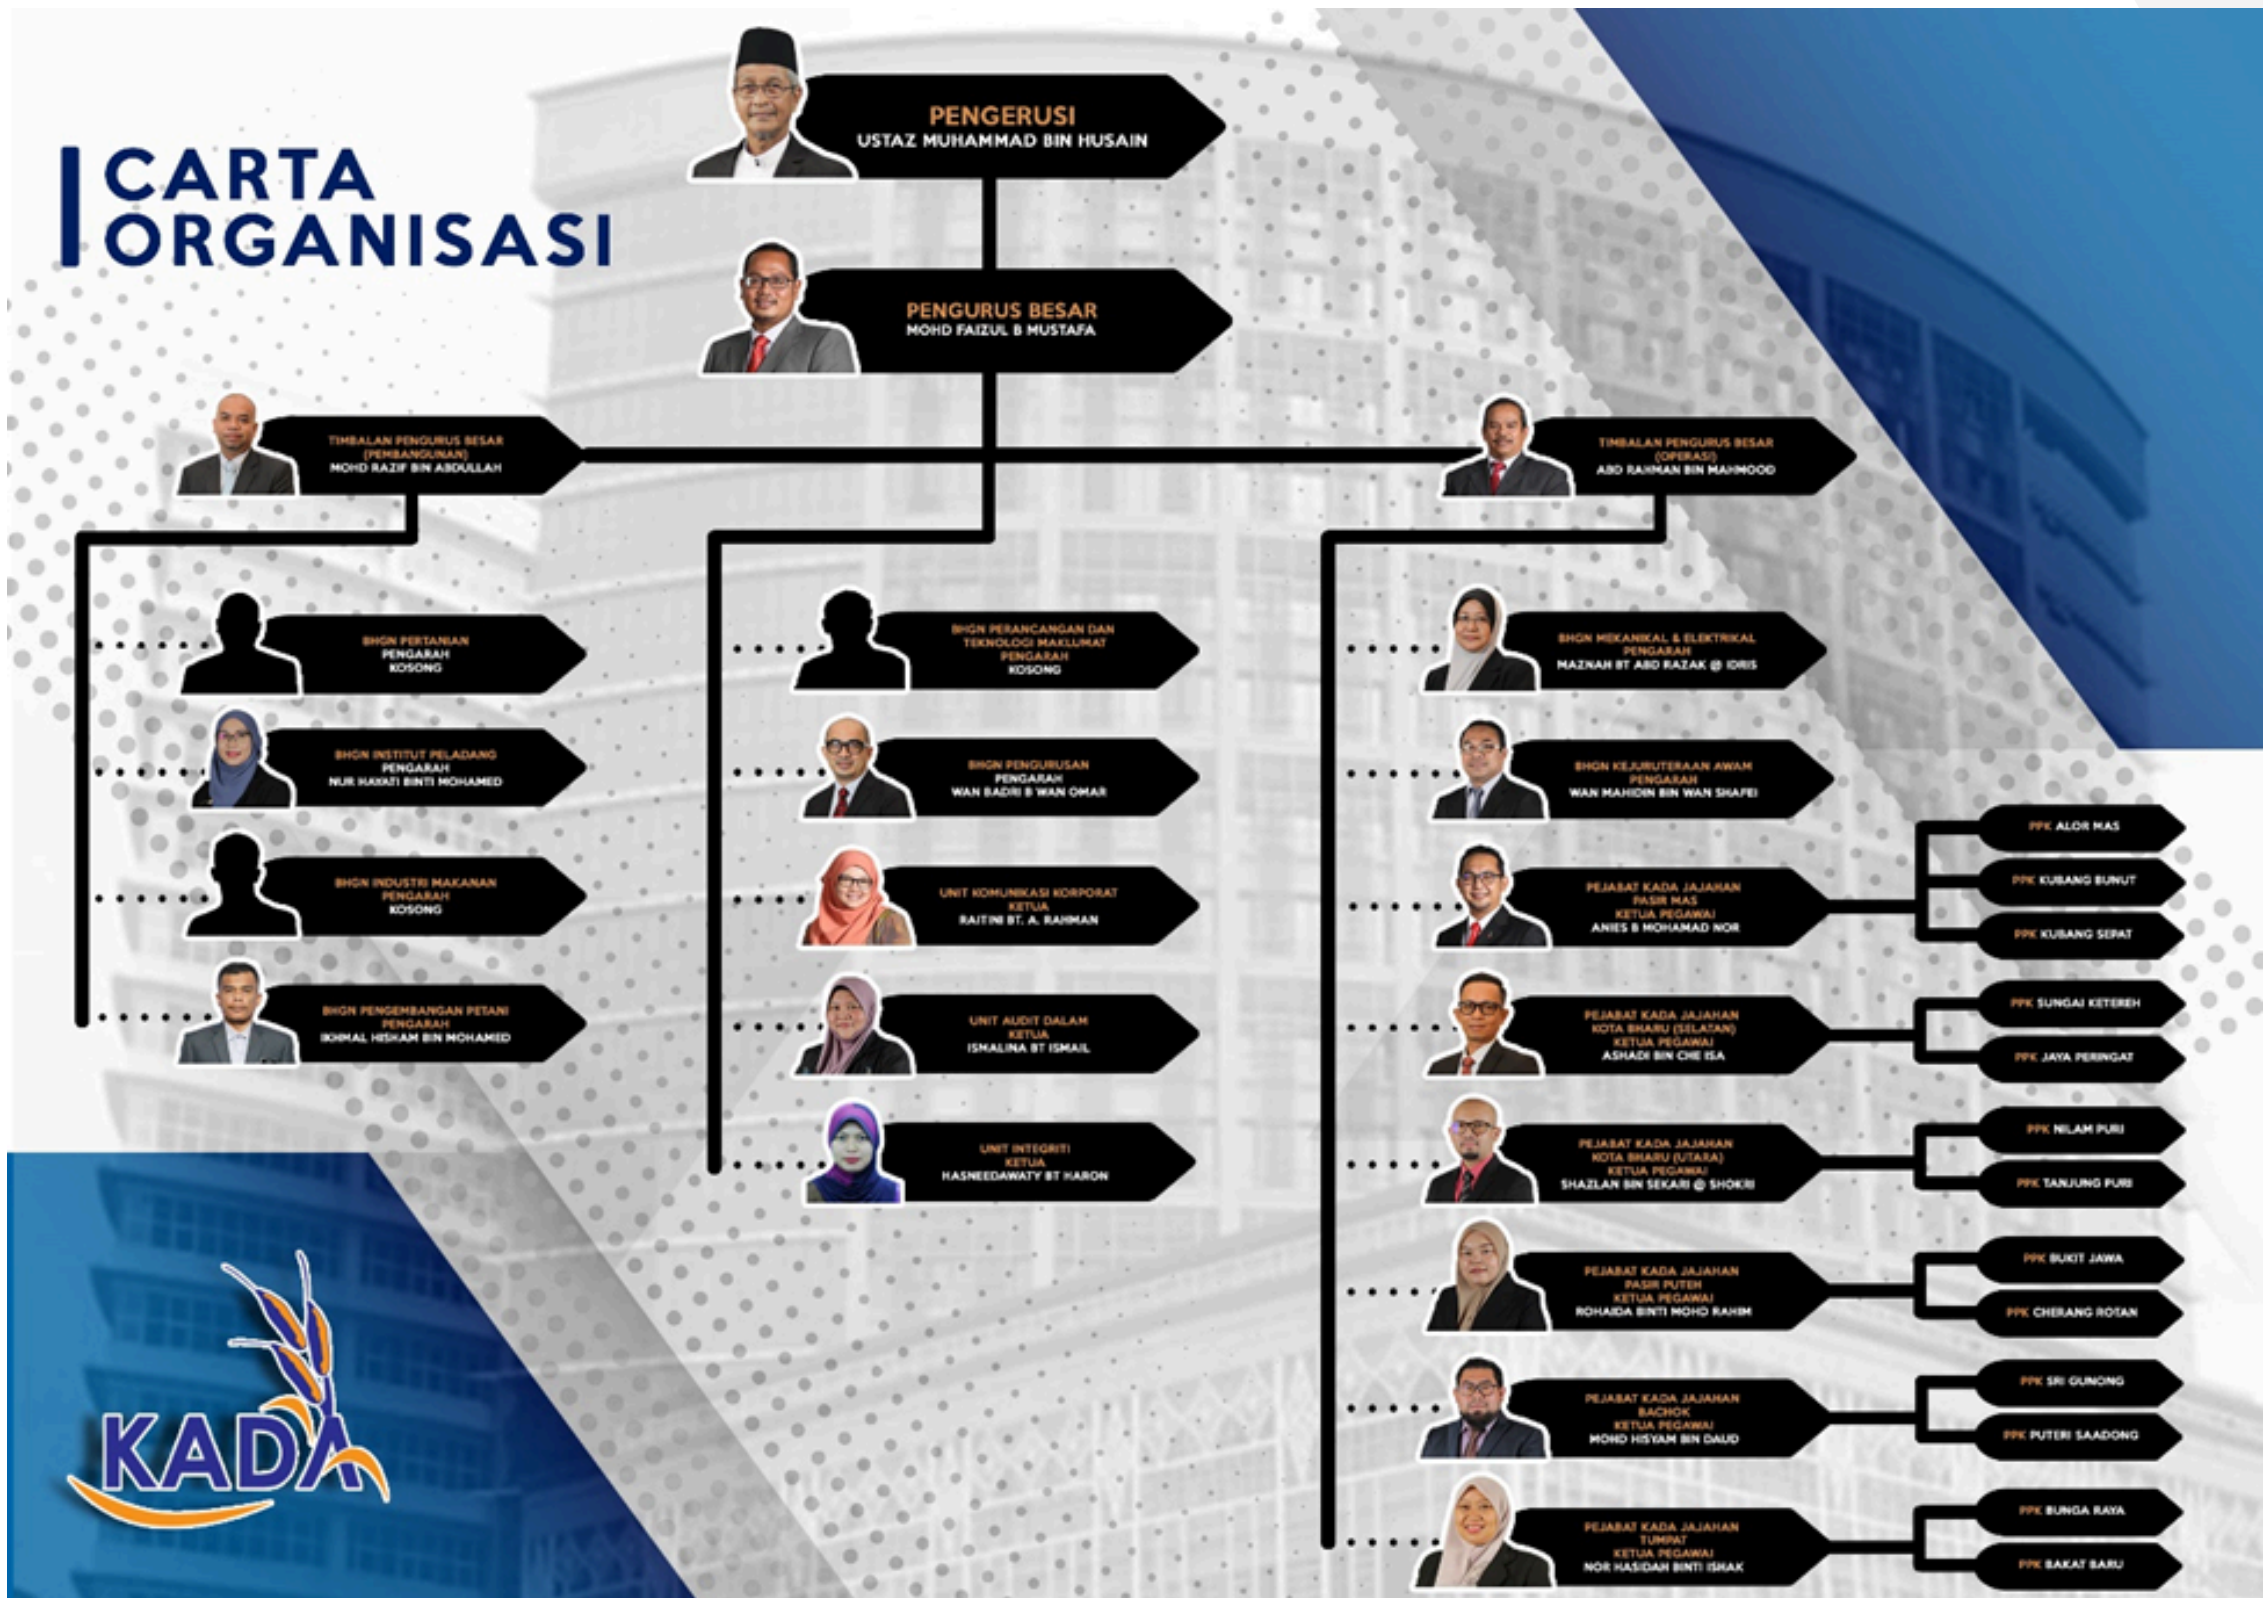 CARTA
ORGANISASI
PENGERUSI
USTAZ MUHAMMAD BIN HUSAIN
PENGURUS BESAR
MOHD FAIZUL B MUSTAFA
TIMBALAN PENGURUS BESAR
(PEMBANGUNAN)
MOHD RAZIF BIN ABDULLAH
TIMBALAN PENGURUS BESAR
(OPERASI)
ABD RAHMAN BIN MAHMOOD
BHGN PERTANIAN
PENGARAH
KOSONG
BHGN INSTITUT PELADANG
PENGARAH
NUR HAYATI BINTI MOHAMED
BHGN INDUSTRI MAKANAN
PENGARAH
KOSONG
BHGN PENGEMBANGAN PETANI
PENGARAH
IKHMAL HISHAM BIN MOHAMED
BHGN PERANCANGAN DAN
TEKNOLOGI MAKLUMAT
PENGARAH
KOSONG
BHGN PENGURUSAN
PENGARAH
WAN BADRI B WAN OMAR
UNIT KOMUNIKASI KORPORAT
KETUA
RAITINI BT. A. RAHMAN
UNIT AUDIT DALAM
KETUA
ISMALINA BT ISMAIL
UNIT INTEGRITI
KETUA
HASNEEDAWATY BT HARON
BHGN MEKANIKAL & ELEKTRIKAL
PENGARAH
MAZNAH BT ABD RAZAK @ IDRIS
BHGN KEJURUTERAAN AWAM
PENGARAH
WAN MAHIDIN BIN WAN SHAFEI
PEJABAT KADA JAJAHAN
PASIR MAS
KETUA PEGAWAI
ANIES B MOHAMAD NOR
PPK ALOR MAS
PPK KUBANG BUNUT
PPK KUBANG SEPAT
PEJABAT KADA JAJAHAN
KOTA BHARU (SELATAN)
KETUA PEGAWAI
ASHADI BIN CHE ISA
PPK SUNGAI KETEREH
PPK JAYA PERINGAT
PEJABAT KADA JAJAHAN
KOTA BHARU (UTARA)
KETUA PEGAWAI
SHAZLAN BIN SEKARI @ SHOKRI
PPK NILAM PURI
PPK TANJUNG PURI
PEJABAT KADA JAJAHAN
PASIR PUTEH
KETUA PEGAWAI
ROHAIDA BINTI MOHD RAHIM
PPK BUKIT JAWA
PPK CHERANG ROTAN
PEJABAT KADA JAJAHAN
BACHOK
KETUA PEGAWAI
MOHD HISYAM BIN DAUD
PPK SRI GUNONG
PPK PUTERI SAADONG
PEJABAT KADA JAJAHAN
TUMPAT
KETUA PEGAWAI
NOR HASIDAH BINTI ISHAK
PPK BUNGA RAYA
PPK BAKAT BARU
KADA